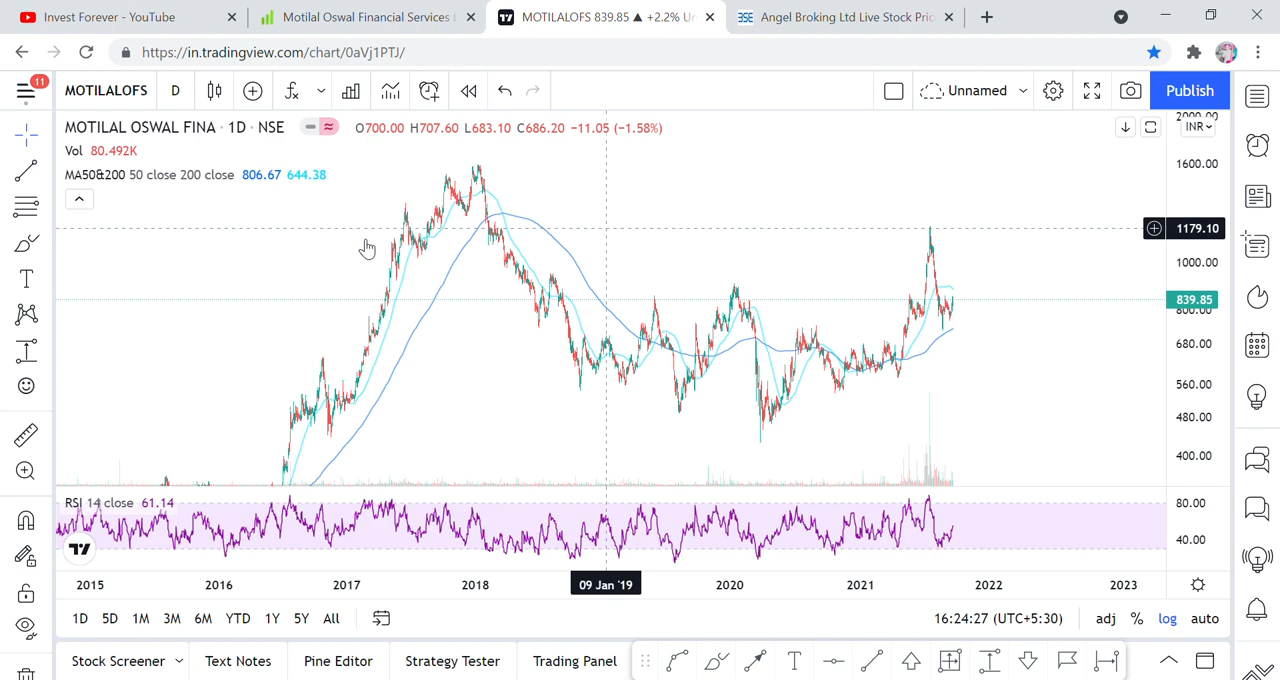 Invest Forever - YouTube
Motilal Oswal Financial Services L
MOTILALOFS 839.85 ▲ +2.2% Un
BSE
Angel Broking Ltd Live Stock Pric
https://in.tradingview.com/chart/0aVj1PTJ/
11
MOTILALOFS D
Unnamed
Publish
MOTILAL OSWAL FINA · 1D · NSE
O700.00 H707.60 L683.10 C686.20 −11.05 (−1.58%)
Vol 80.492K
MA50&200 50 close 200 close 806.67 644.38
2000.00
INR
1600.00
1179.10
1000.00
839.85
800.00
680.00
560.00
480.00
400.00
RSI 14 close 61.14
80.00
40.00
2015 2016 2017 2018 09 Jan '19 2020 2021 2022 2023
1D 5D 1M 3M 6M YTD 1Y 5Y All
16:24:27 (UTC+5:30) adj % log auto
Stock Screener Text Notes Pine Editor Strategy Tester Trading Panel